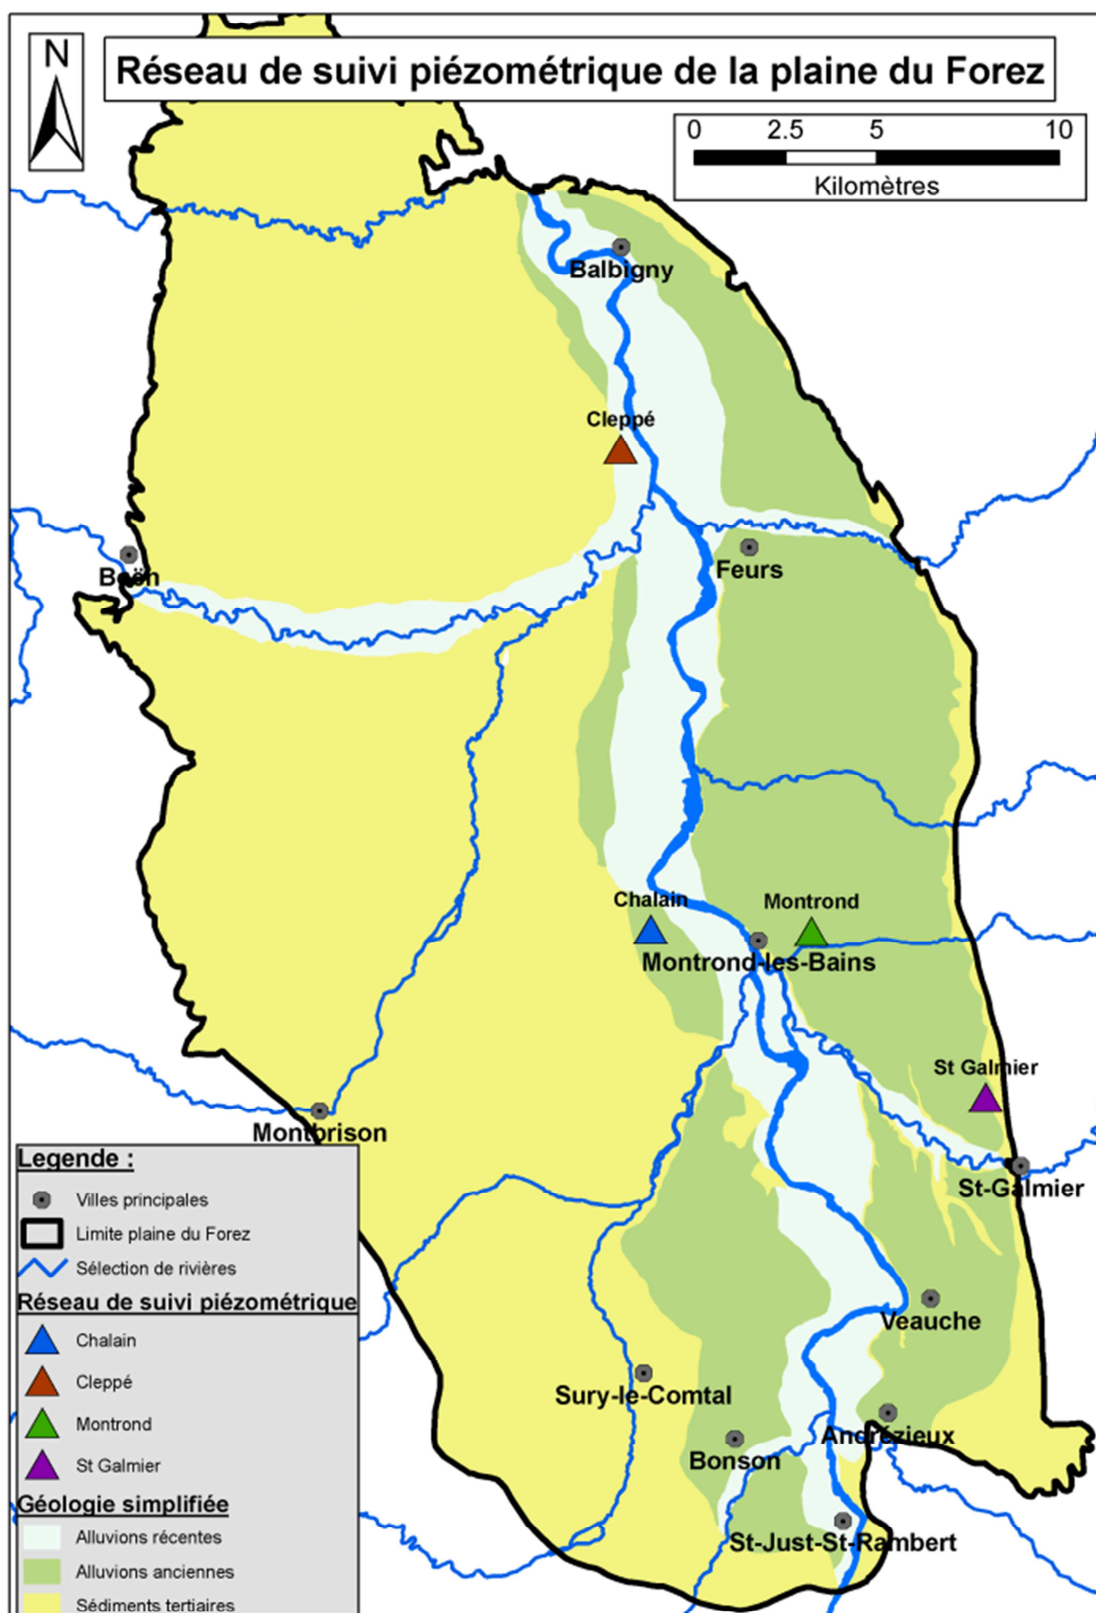 Réseau de suivi piézométrique de la plaine du Forez
N
0 2.5 5 10
Kilomètres
Balbigny
Cleppé
Boën
Feurs
Chalain
Montrond
Montrond-les-Bains
St Galmier
Montbrison
St-Galmier
Veauche
Sury-le-Comtal
Andrézieux
Bonson
St-Just-St-Rambert
Legende :
Villes principales
Limite plaine du Forez
Sélection de rivières
Réseau de suivi piézométrique
Chalain
Cleppé
Montrond
St Galmier
Géologie simplifiée
Alluvions récentes
Alluvions anciennes
Sédiments tertiaires